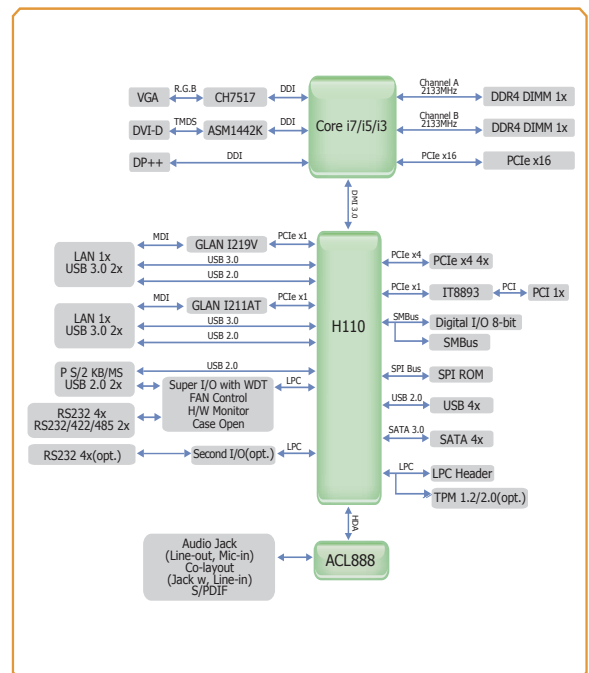 VGA
R.G.B
CH7517
DDI
Core i7/i5/i3
Channel A
2133MHz
DDR4 DIMM 1x
DVI-D
TMDS
ASM1442K
DDI
Channel B
2133MHz
DDR4 DIMM 1x
DP++
DDI
PCIe x16
PCIe x16
DMI 3.0
LAN 1x
USB 3.0 2x
MDI
GLAN I219V
PCIe x1
USB 3.0
USB 2.0
LAN 1x
USB 3.0 2x
MDI
GLAN I211AT
PCIe x1
USB 3.0
USB 2.0
H110
PCIe x4
PCIe x4 4x
PCIe x1
IT8893
PCI
PCI 1x
SMBus
Digital I/O 8-bit
SMBus
SPI Bus
SPI ROM
USB 2.0
USB 4x
SATA 3.0
SATA 4x
LPC
LPC Header
TPM 1.2/2.0(opt.)
P S/2 KB/MS
USB 2.0 2x
USB 2.0
Super I/O with WDT
FAN Control
H/W Monitor
Case Open
LPC
RS232 4x
RS232/422/485 2x
RS232 4x(opt.)
Second I/O(opt.)
LPC
HDA
Audio Jack
(Line-out, Mic-in)
Co-layout
(Jack w, Line-in)
S/PDIF
ACL888